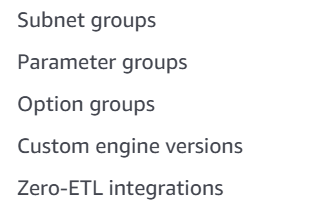 Subnet groups
Parameter groups
Option groups
Custom engine versions
Zero-ETL integrations